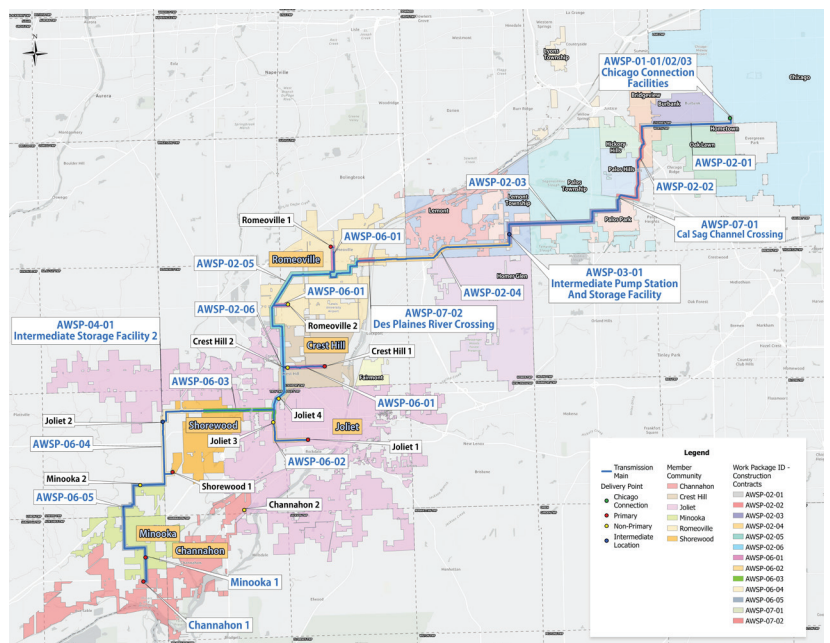 N
AWSP-01-01/02/03
Chicago Connection
Facilities
Lyons
Township
Chicago
Bridgeview
Burbank
Hometown
Oak Lawn
AWSP-02-01
Hickory
Hills
Palos Hills
AWSP-02-02
AWSP-02-03
Palos
Township
Palos Park
AWSP-07-01
Cal Sag Channel Crossing
Lemont
Lemont
Township
Romeoville 1
AWSP-06-01
Romeoville
AWSP-02-05
Homer Glen
AWSP-03-01
Intermediate Pump Station
And Storage Facility
AWSP-02-04
AWSP-06-01
AWSP-02-06
Romeoville 2
AWSP-07-02
Des Plaines River Crossing
AWSP-04-01
Intermediate Storage Facility 2
Crest Hill 2
Crest Hill
Crest Hill 1
Fairmont
AWSP-06-03
AWSP-06-01
Joliet 2
Shorewood
Joliet 4
Joliet
Joliet 3
Joliet 1
AWSP-06-04
AWSP-06-02
Minooka 2
Shorewood 1
AWSP-06-05
Channahon 2
Minooka
Channahon
Minooka 1
Channahon 1
Aurora
Naperville
Bolingbrook
Legend
Transmission
Main
Delivery Point
Chicago
Connection
Primary
Non-Primary
Intermediate
Location
Member
Community
Channahon
Crest Hill
Joliet
Minooka
Romeoville
Shorewood
Work Package ID -
Construction
Contracts
AWSP-02-01
AWSP-02-02
AWSP-02-03
AWSP-02-04
AWSP-02-05
AWSP-02-06
AWSP-06-01
AWSP-06-02
AWSP-06-03
AWSP-06-04
AWSP-06-05
AWSP-07-01
AWSP-07-02